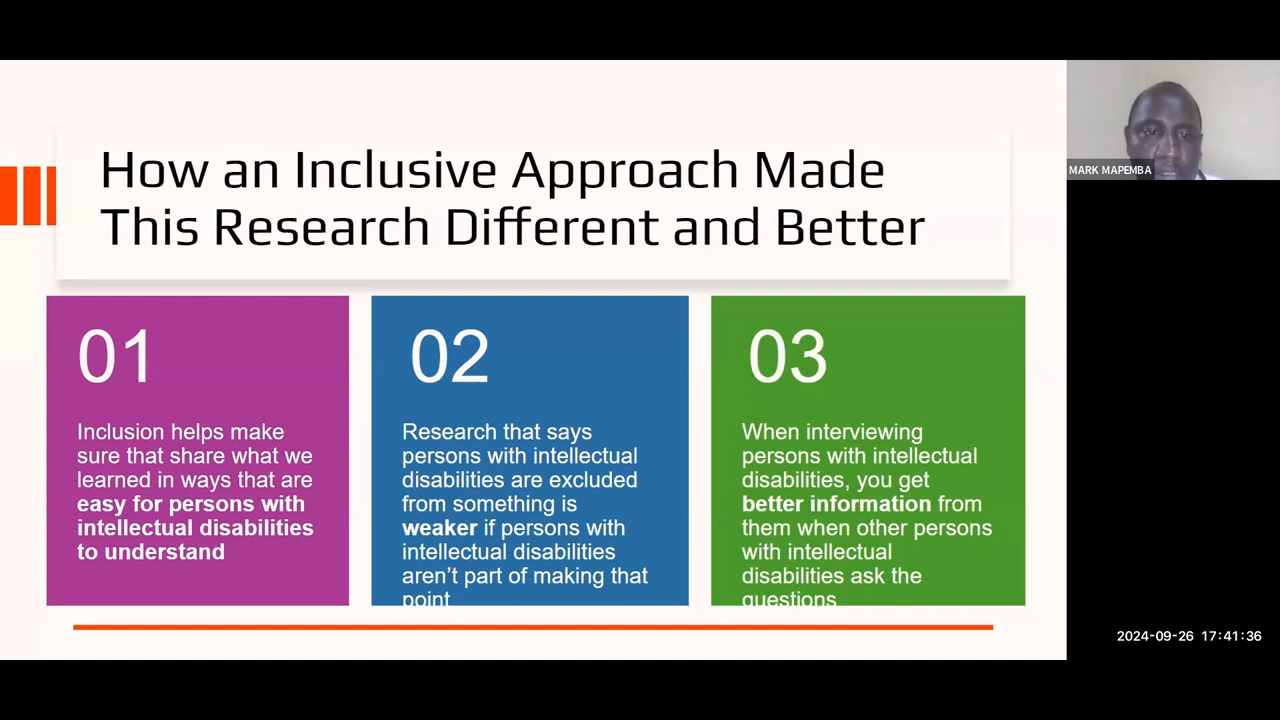 How an Inclusive Approach Made
This Research Different and Better
01
Inclusion helps make
sure that share what we
learned in ways that are
easy for persons with
intellectual disabilities
to understand
02
Research that says
persons with intellectual
disabilities are excluded
from something is
weaker if persons with
intellectual disabilities
aren’t part of making that
point
03
When interviewing
persons with intellectual
disabilities, you get
better information from
them when other persons
with intellectual
disabilities ask the
questions
MARK MAPEMBA
2024-09-26 17:41:36